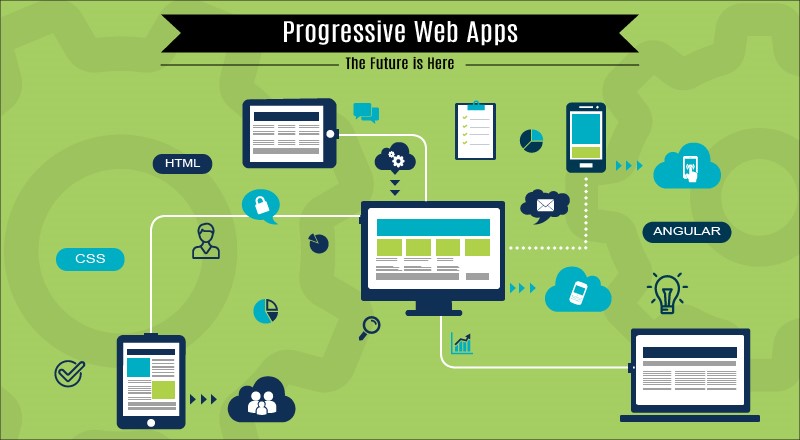 Progressive Web Apps
The Future is Here
HTML
ANGULAR
CSS